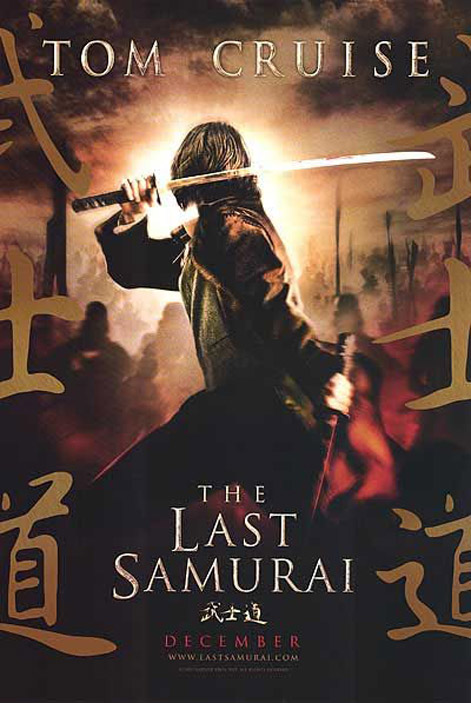 TOM CRUISE
武士道
武士道
THE
LAST
SAMURAI
武士道
DECEMBER
WWW.LASTSAMURAI.COM